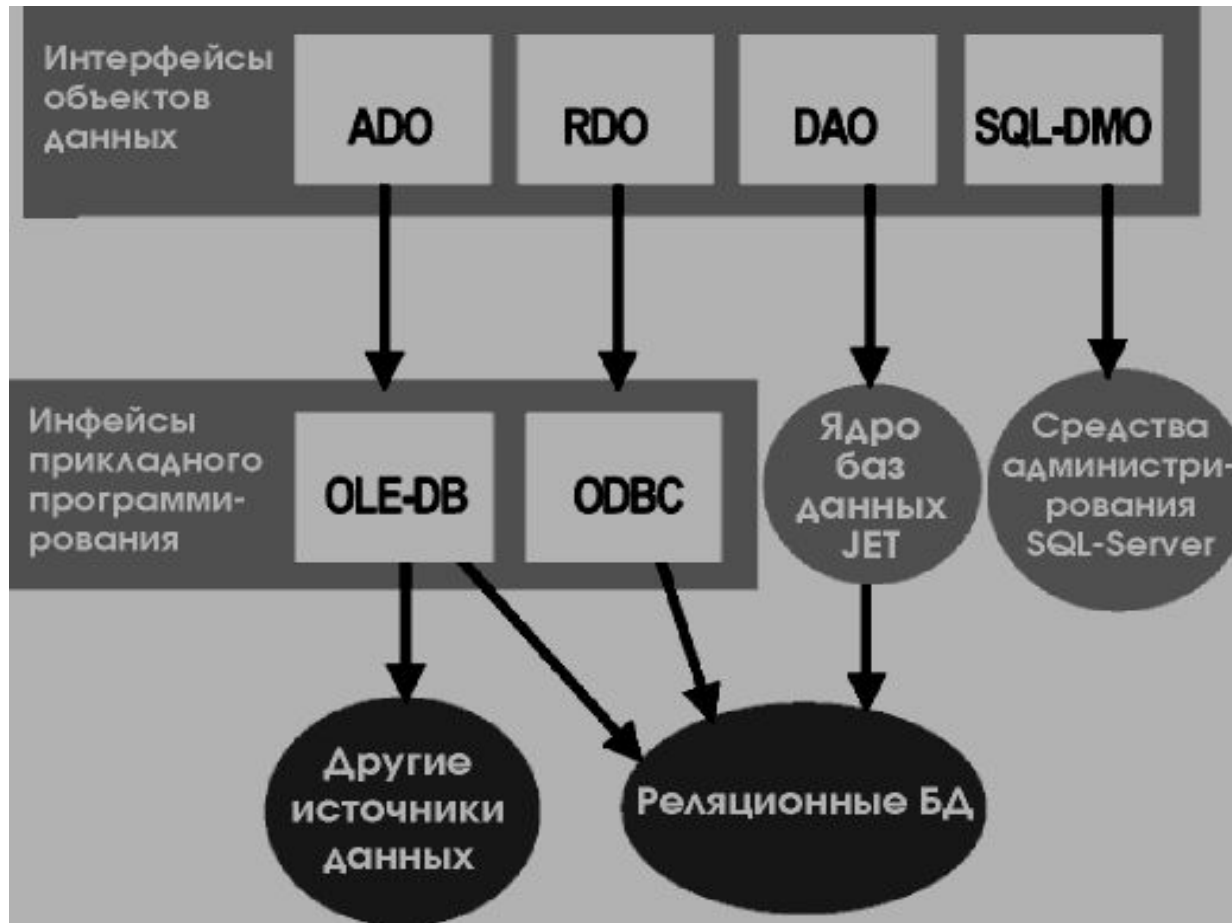 Интерфейсы
объектов
данных
ADO
RDO
DAO
SQL-DMO
Инфейсы
прикладного
программи-
рования
OLE-DB
ODBC
Ядро
баз
данных
JET
Средства
администри-
рования
SQL-Server
Другие
источники
данных
Реляционные БД